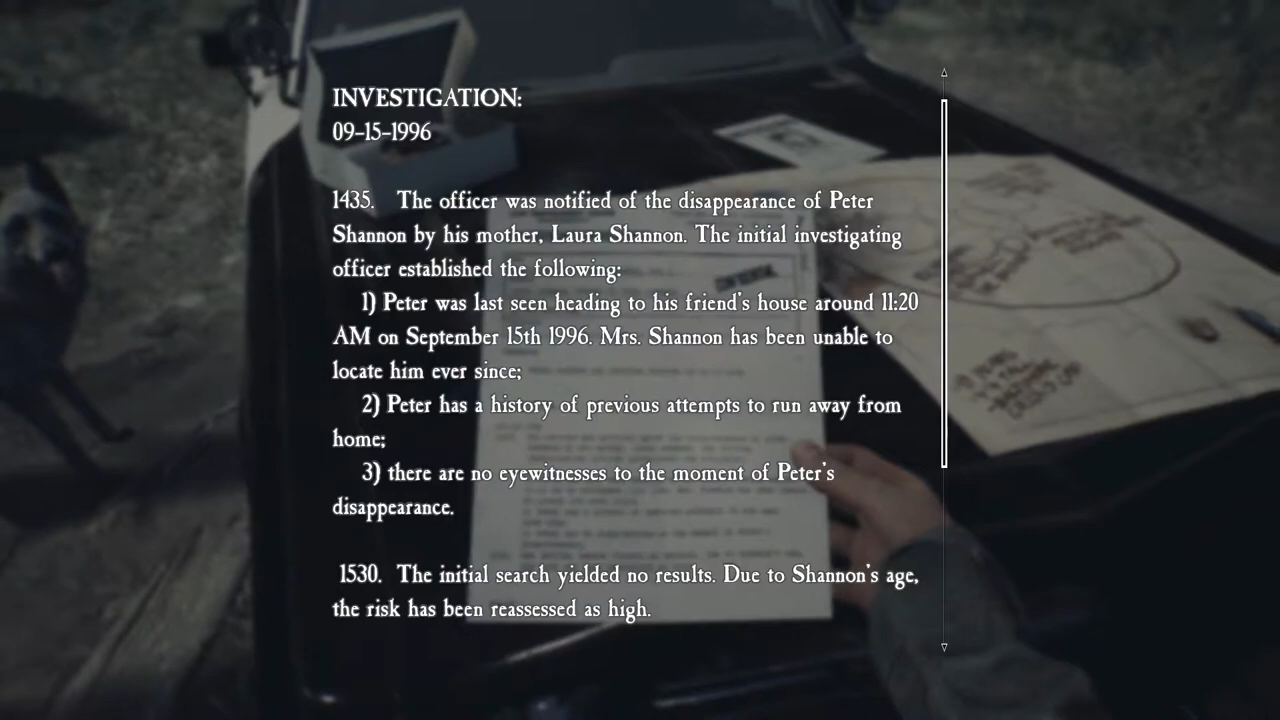 INVESTIGATION:
09-15-1996
1435. The officer was notified of the disappearance of Peter
Shannon by his mother, Laura Shannon. The initial investigating
officer established the following:
1) Peter was last seen heading to his friend's house around 11:20
AM on September 15th 1996. Mrs. Shannon has been unable to
locate him ever since;
2) Peter has a history of previous attempts to run away from
home;
3) there are no eyewitnesses to the moment of Peter's
disappearance.
1530. The initial search yielded no results. Due to Shannon's age,
the risk has been reassessed as high.